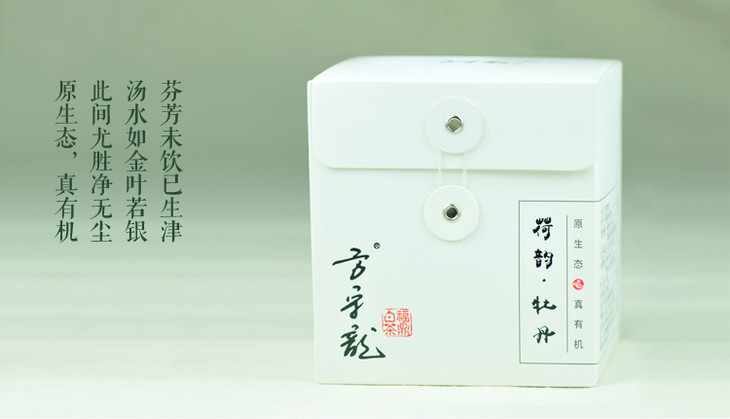 芬芳未饮已生津
汤水如金叶若银
此间尤胜净无尘
原生态，真有机
方守龙®
福鼎白茶
荷韵·牡丹
原生态 真有机